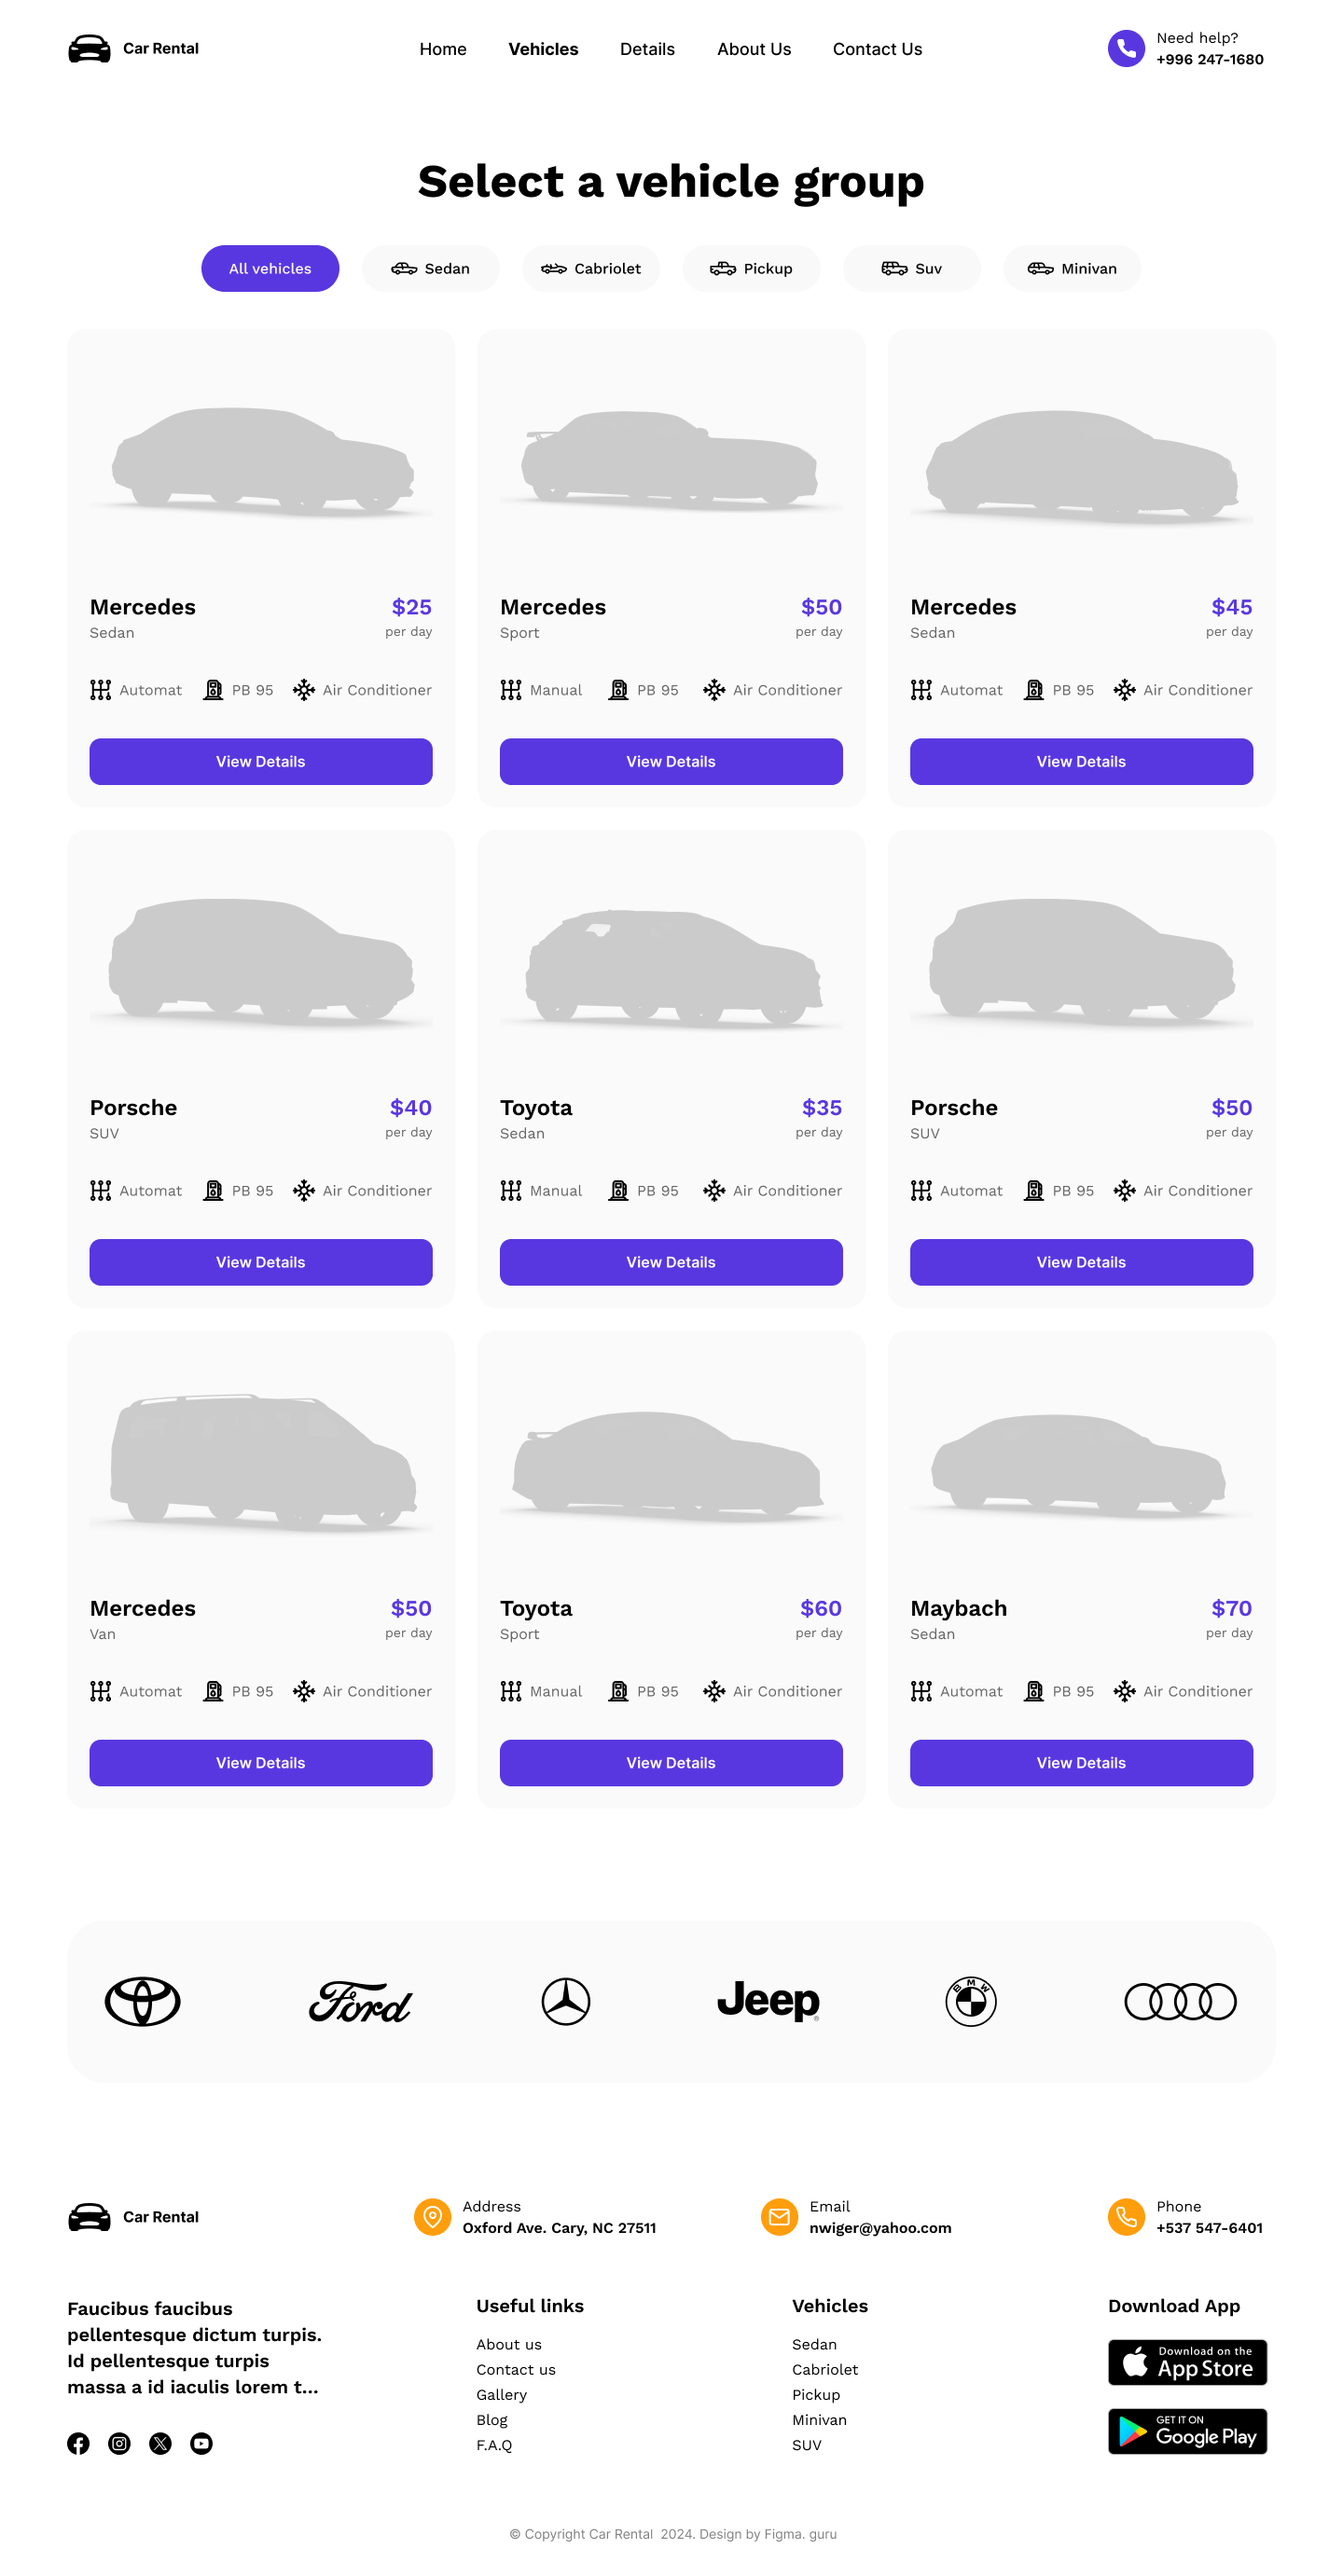 Car Rental
Home Vehicles Details About Us Contact Us
Need help?
+996 247-1680
Select a vehicle group
All vehicles Sedan Cabriolet Pickup Suv Minivan
Mercedes $25
Sedan per day
Automat PB 95 Air Conditioner
View Details
Mercedes $50
Sport per day
Manual PB 95 Air Conditioner
View Details
Mercedes $45
Sedan per day
Automat PB 95 Air Conditioner
View Details
Porsche $40
SUV per day
Automat PB 95 Air Conditioner
View Details
Toyota $35
Sedan per day
Manual PB 95 Air Conditioner
View Details
Porsche $50
SUV per day
Automat PB 95 Air Conditioner
View Details
Mercedes $50
Van per day
Automat PB 95 Air Conditioner
View Details
Toyota $60
Sport per day
Manual PB 95 Air Conditioner
View Details
Maybach $70
Sedan per day
Automat PB 95 Air Conditioner
View Details
Ford Jeep® BMW
Car Rental
Address
Oxford Ave. Cary, NC 27511
Email
nwiger@yahoo.com
Phone
+537 547-6401
Faucibus faucibus
pellentesque dictum turpis.
Id pellentesque turpis
massa a id iaculis lorem t...
Useful links
About us
Contact us
Gallery
Blog
F.A.Q
Vehicles
Sedan
Cabriolet
Pickup
Minivan
SUV
Download App
Download on the
App Store
GET IT ON
Google Play
© Copyright Car Rental 2024. Design by Figma. guru